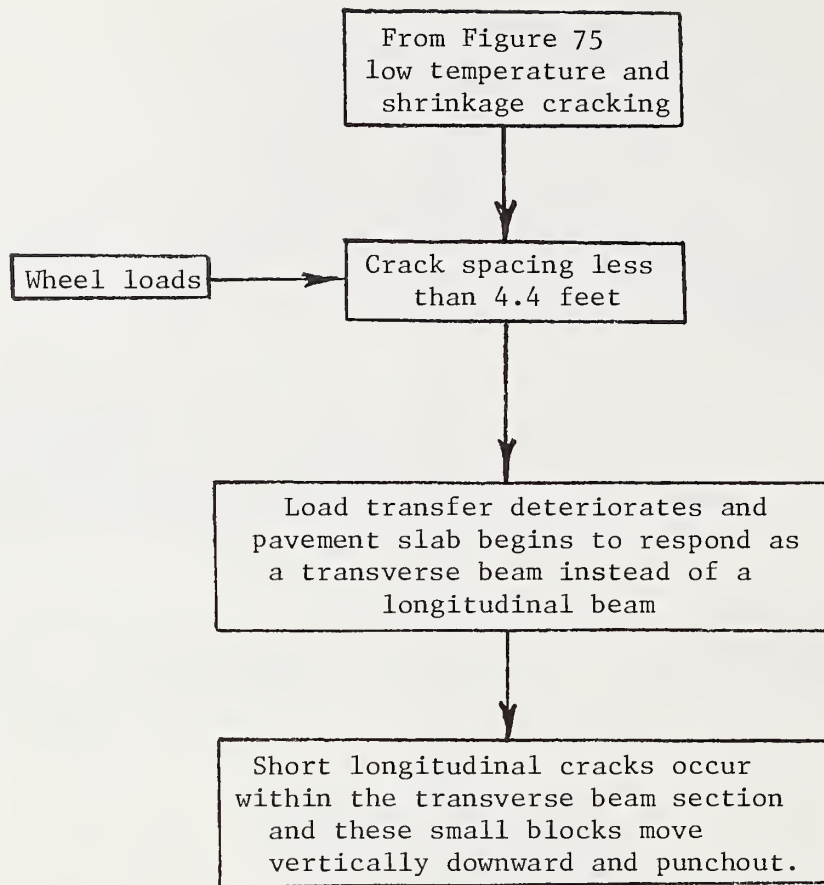 From Figure 75
low temperature and
shrinkage cracking
Wheel loads
Crack spacing less
than 4.4 feet
Load transfer deteriorates and
pavement slab begins to respond as
a transverse beam instead of a
longitudinal beam
Short longitudinal cracks occur
within the transverse beam section
and these small blocks move
vertically downward and punchout.